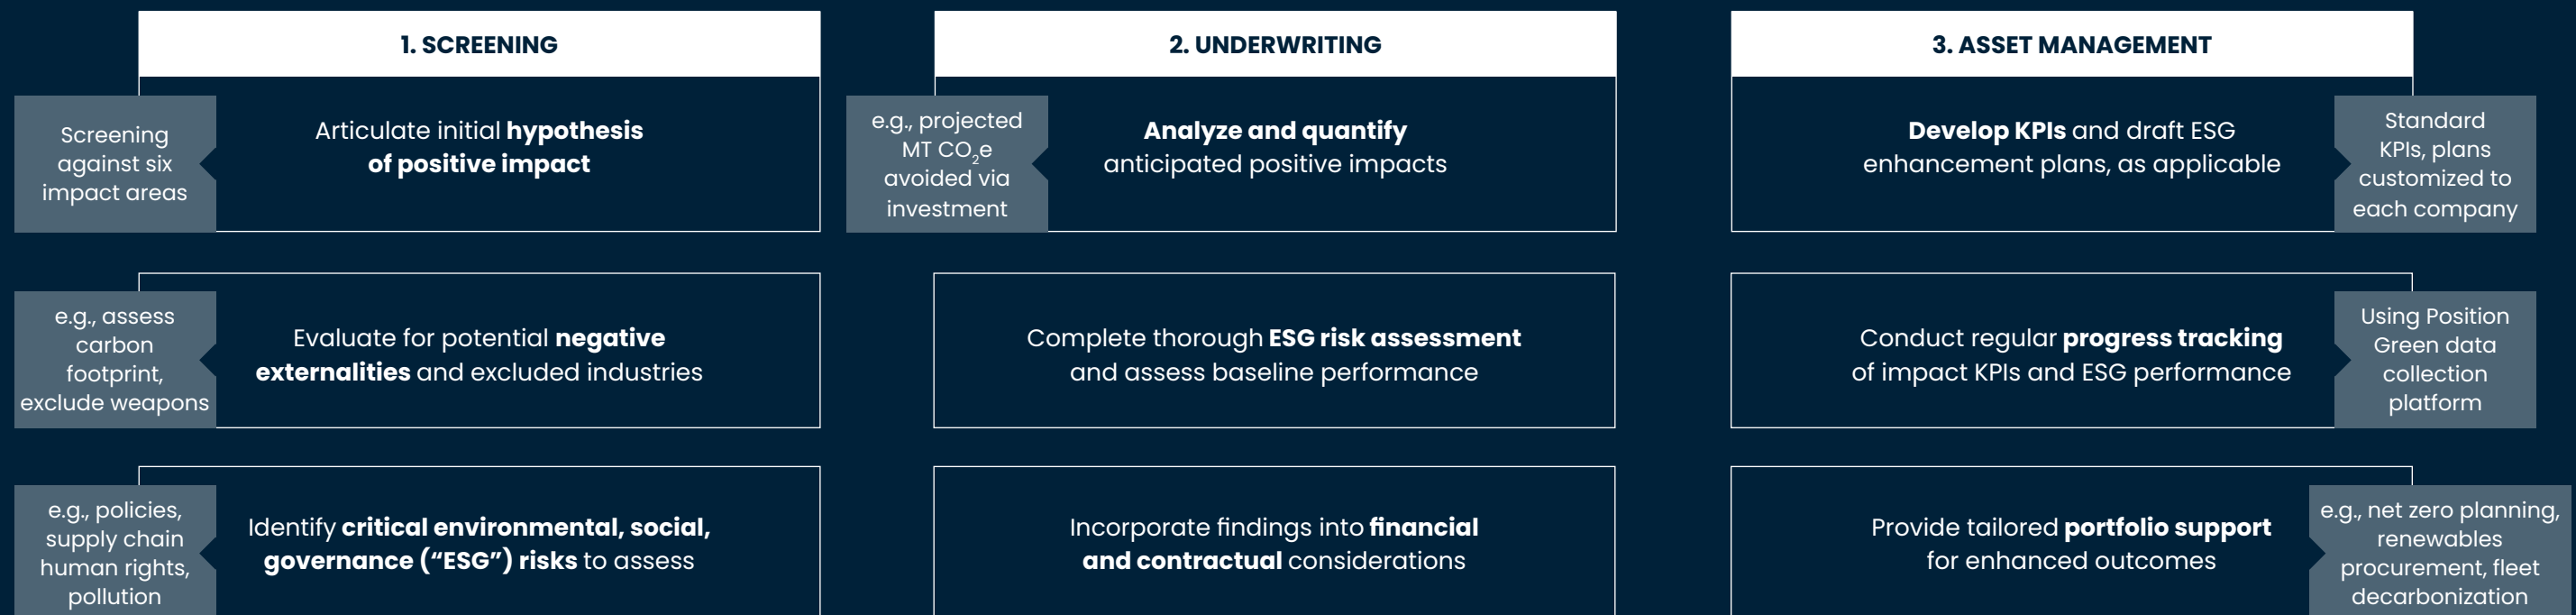 1. SCREENING
Screening
against six
impact areas
Articulate initial hypothesis
of positive impact
e.g., assess
carbon
footprint,
exclude weapons
Evaluate for potential negative
externalities and excluded industries
e.g., policies,
supply chain
human rights,
pollution
Identify critical environmental, social,
governance (“ESG”) risks to assess
2. UNDERWRITING
e.g., projected
MT CO₂e
avoided via
investment
Analyze and quantify
anticipated positive impacts
Complete thorough ESG risk assessment
and assess baseline performance
Incorporate findings into financial
and contractual considerations
3. ASSET MANAGEMENT
Develop KPIs and draft ESG
enhancement plans, as applicable
Standard
KPIs, plans
customized to
each company
Conduct regular progress tracking
of impact KPIs and ESG performance
Using Position
Green data
collection
platform
Provide tailored portfolio support
for enhanced outcomes
e.g., net zero planning,
renewables
procurement, fleet
decarbonization